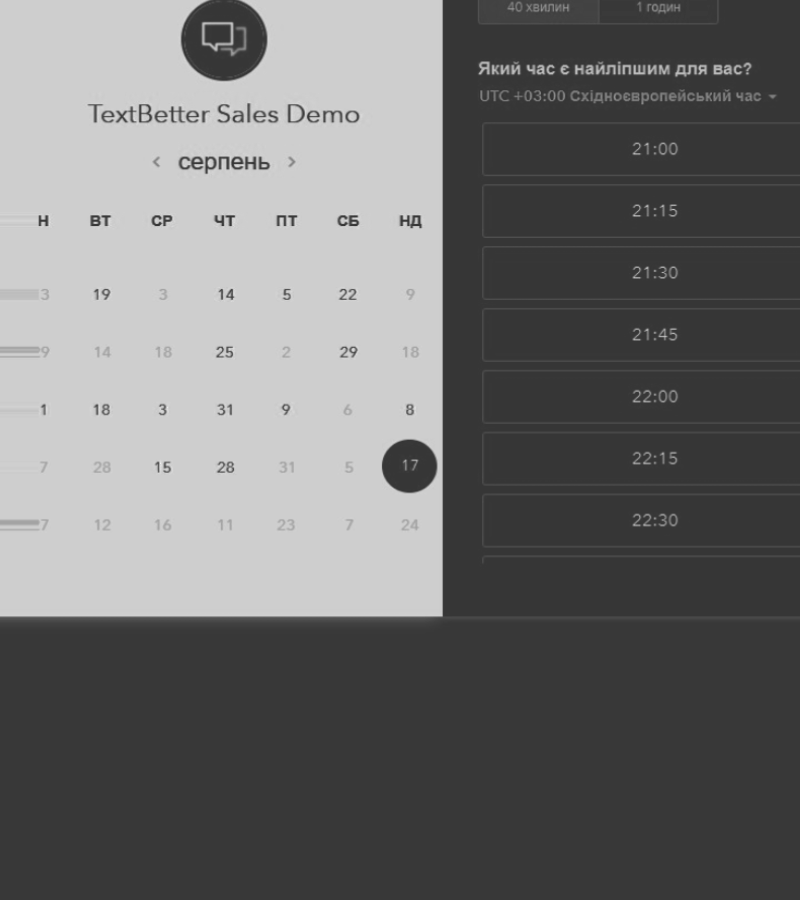 TextBetter Sales Demo
серпень
Н ВТ СР ЧТ ПТ СБ НД
3 19 3 14 5 22 9
9 14 18 25 2 29 18
1 18 3 31 9 6 8
7 28 15 28 31 5 17
7 12 16 11 23 7 24
40 хвилин 1 годин
Який час є найліпшим для вас?
UTC +03:00 Східноєвропейський час
21:00
21:15
21:30
21:45
22:00
22:15
22:30